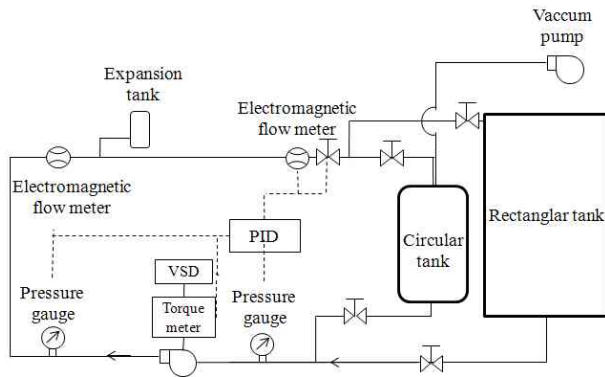 Vaccum
pump
Expansion
tank
Electromagnetic
flow meter
Electromagnetic
flow meter
Rectanglar tank
Circular
tank
PID
VSD
Torque
meter
Pressure
gauge
Pressure
gauge